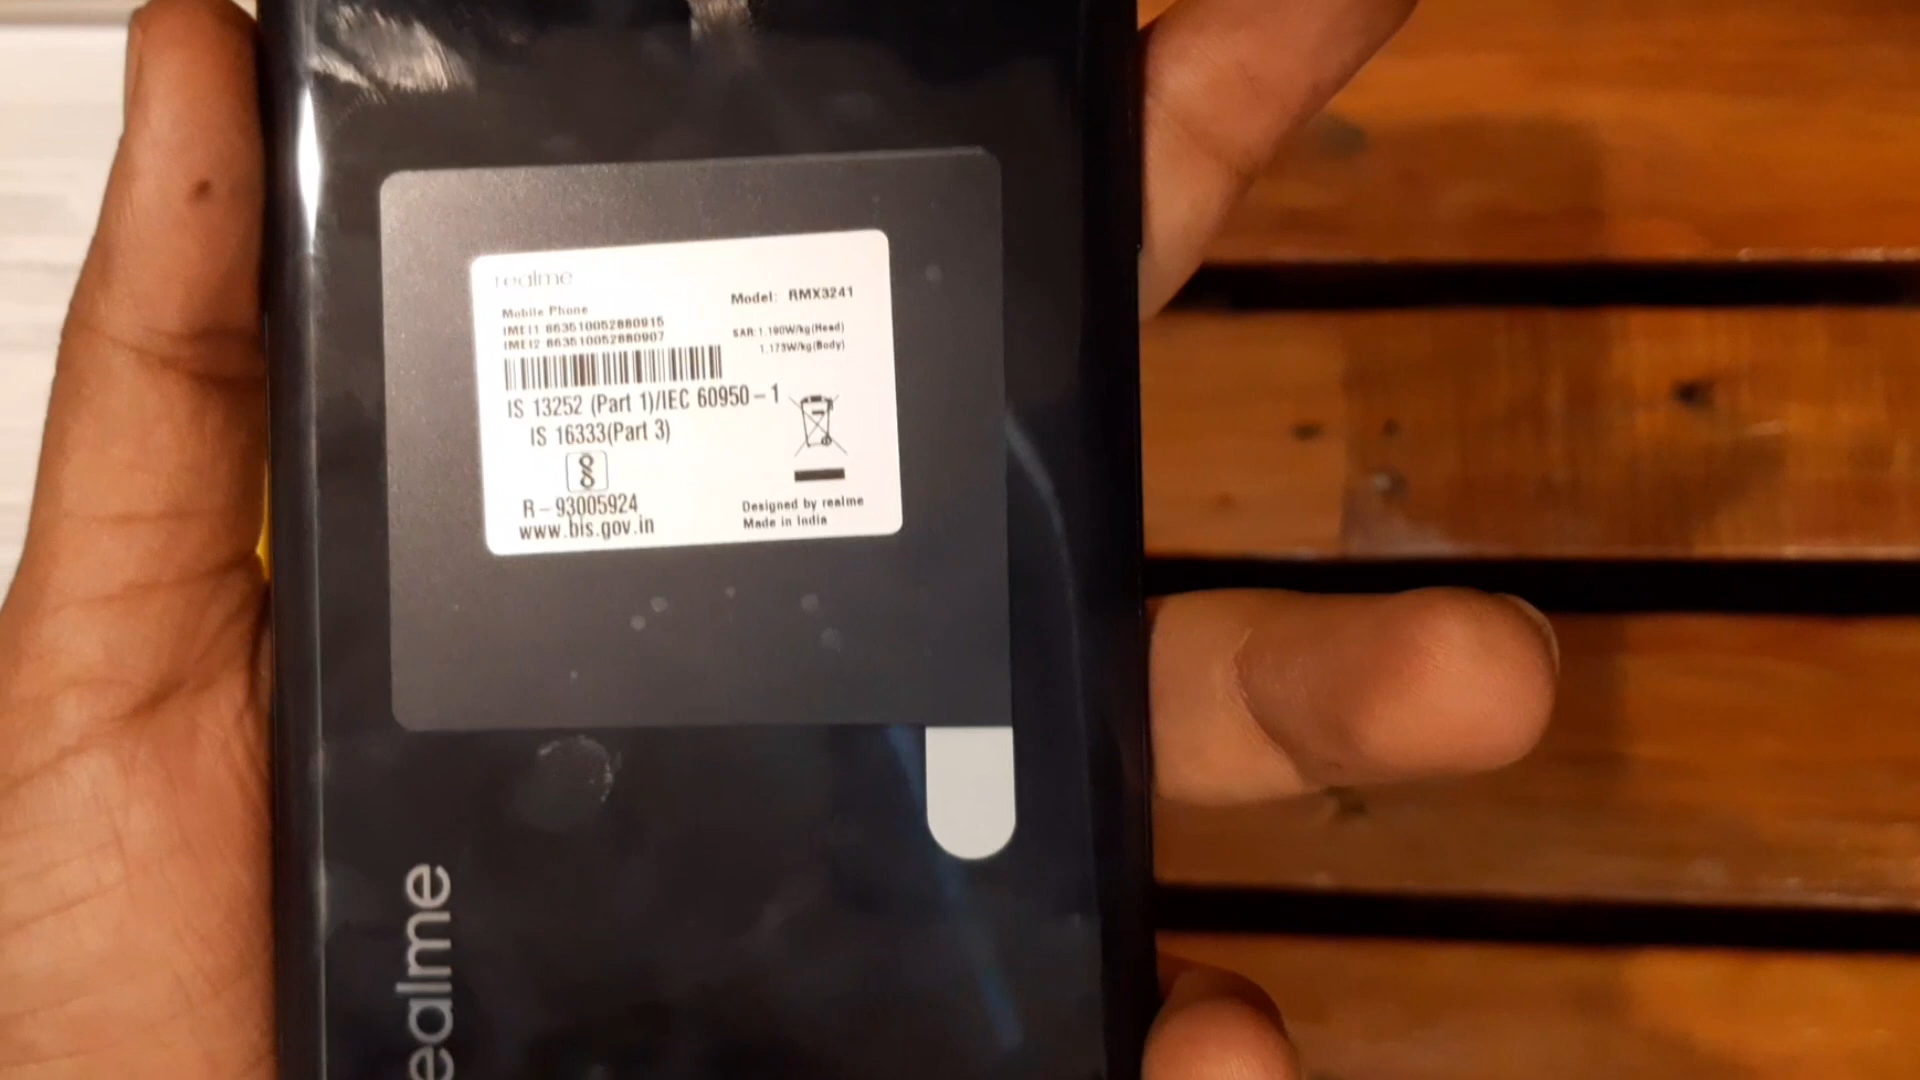 realme
Mobile Phone
Model: RMX3241
IMEI1 863510052880915
IMEI2 863510052880907
SAR:1.190W/kg(Head)
1.173W/kg(Body)
IS 13252 (Part 1)/IEC 60950-1
IS 16333(Part 3)
R-93005924
www.bis.gov.in
Designed by realme
Made in India
realme